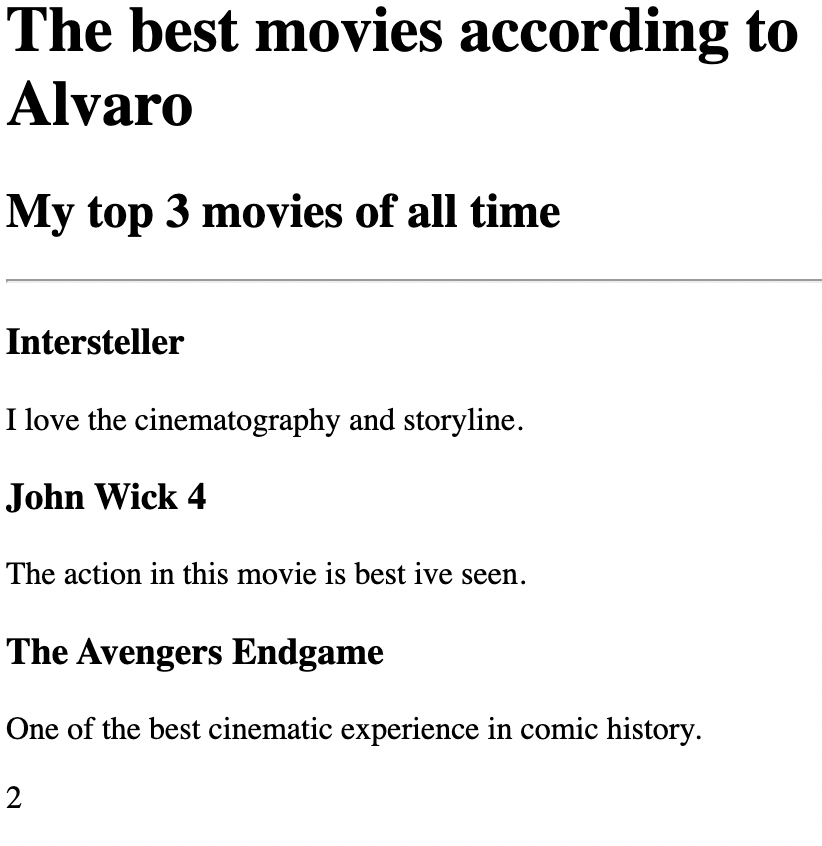 The best movies according to
Alvaro
My top 3 movies of all time
Intersteller
I love the cinematography and storyline.
John Wick 4
The action in this movie is best ive seen.
The Avengers Endgame
One of the best cinematic experience in comic history.
2